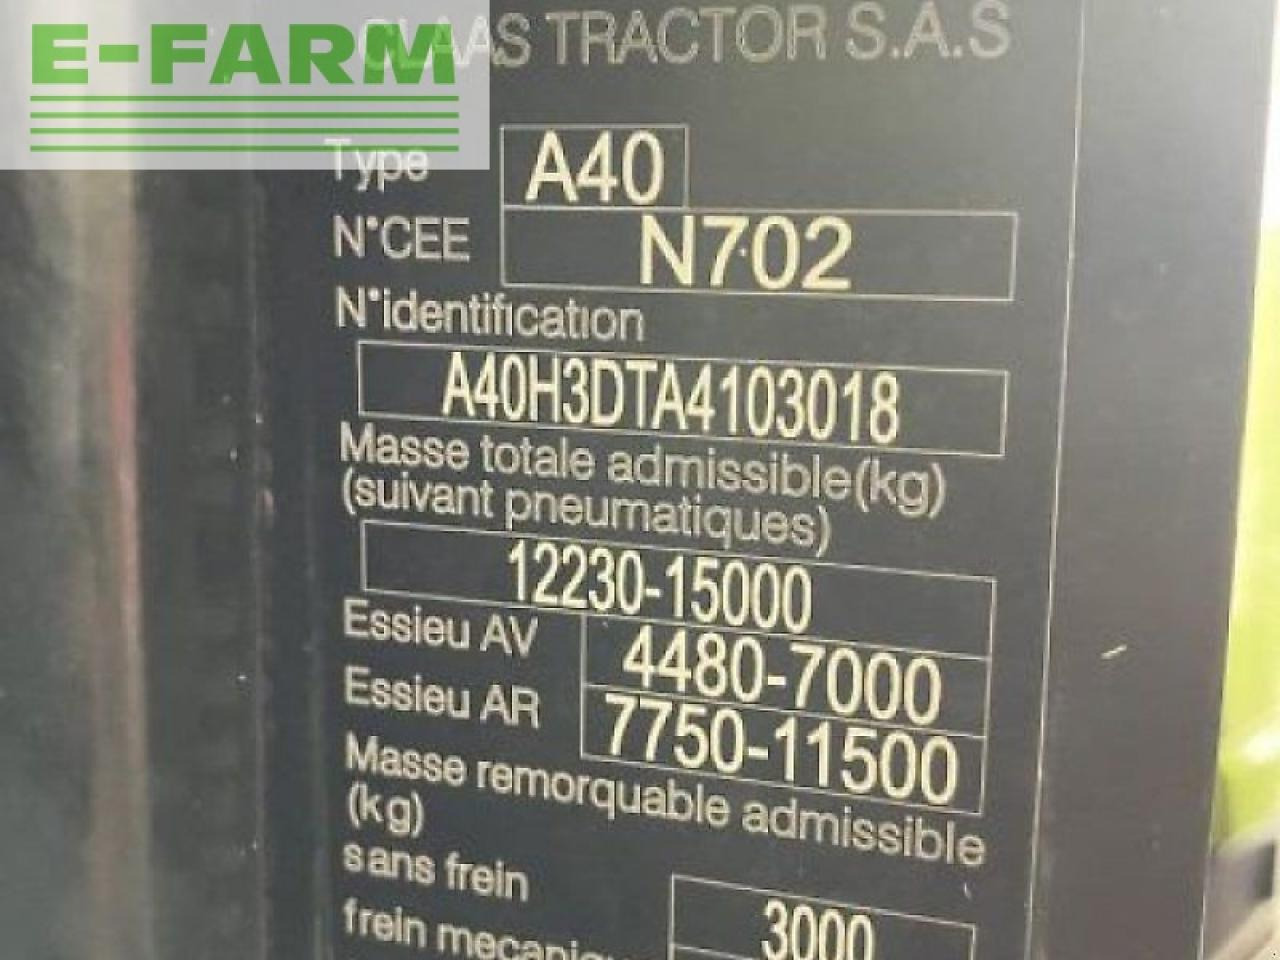 E-FARM
CLAAS TRACTOR S.A.S
Type A40
N°CEE N702
N°identification
A40H3DTA4103018
Masse totale admissible(kg)
(suivant pneumatiques)
12230-15000
Essieu AV 4480-7000
Essieu AR 7750-11500
Masse remorquable admissible
(kg)
sans frein 3000
frein